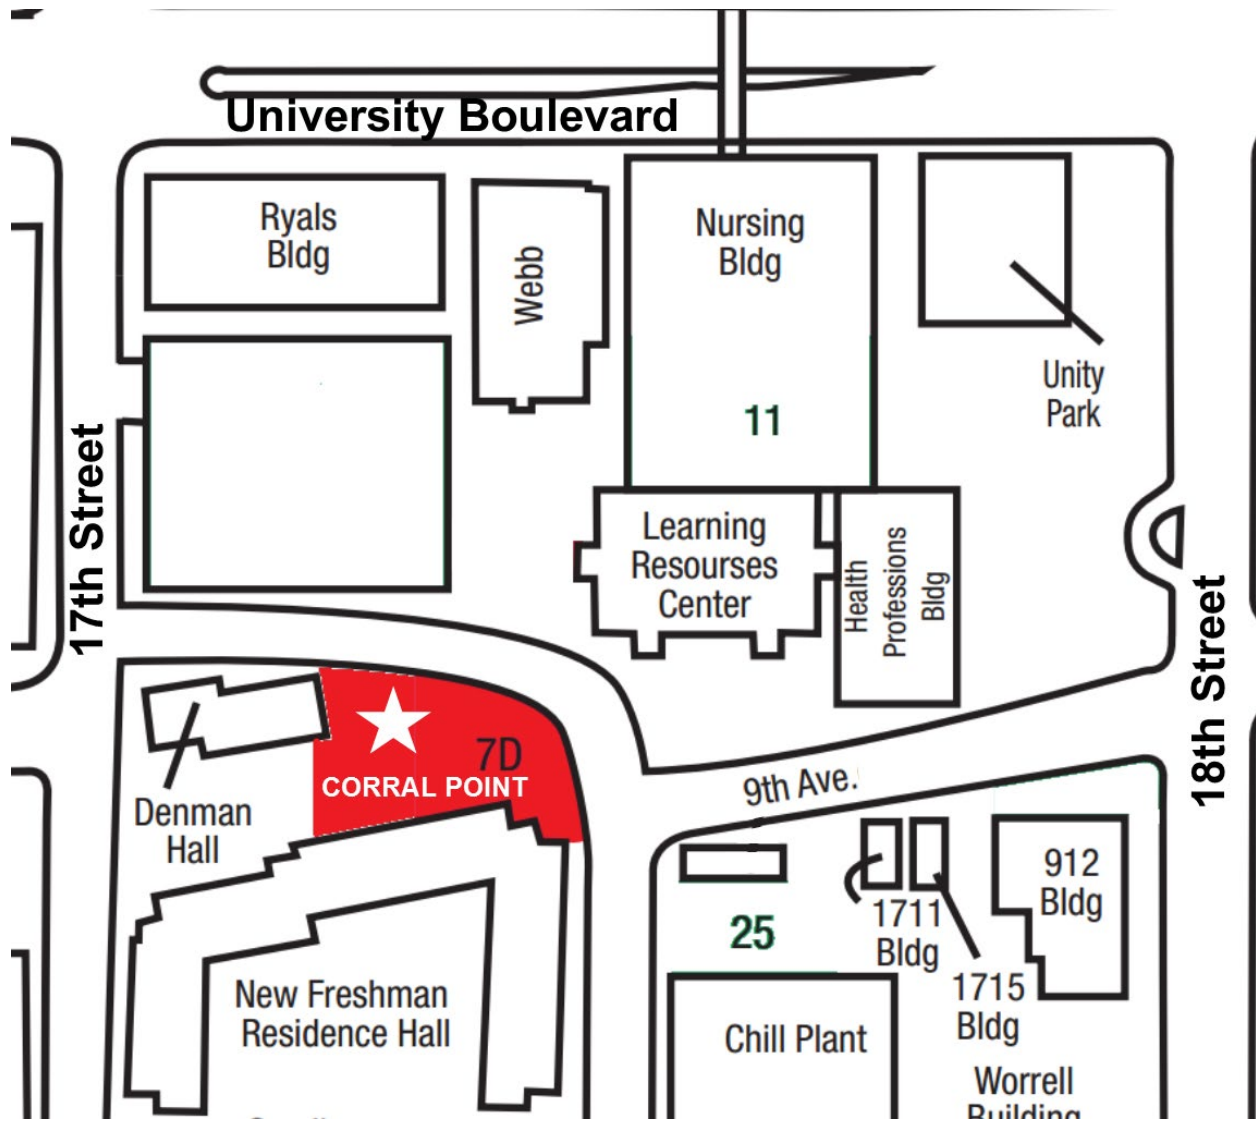 University Boulevard
Ryals
Bldg
Webb
Nursing
Bldg
11
Unity
Park
17th Street
Learning
Resourses
Center
Health
Professions
Bldg
18th Street
7D
CORRAL POINT
Denman
Hall
9th Ave.
25
1711
Bldg
1715
Bldg
912
Bldg
New Freshman
Residence Hall
Chill Plant
Worrell
Building